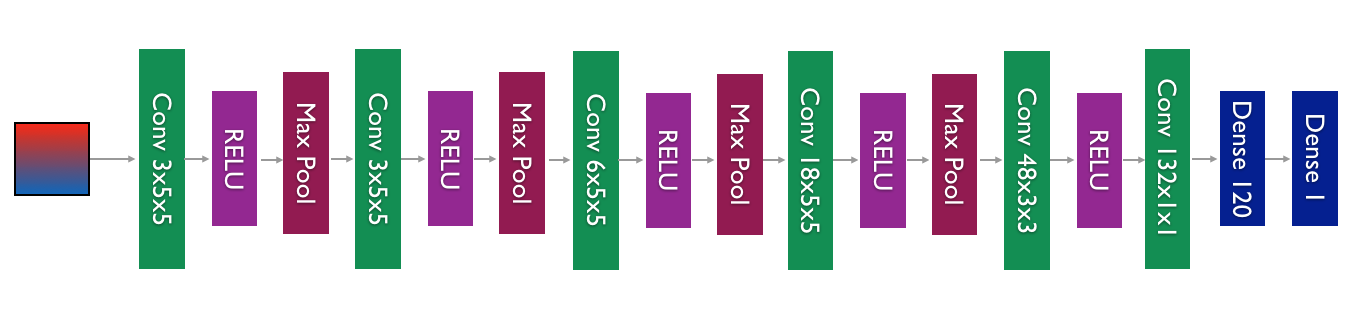 Conv 3x5x5
RELU
Max Pool
Conv 3x5x5
RELU
Max Pool
Conv 6x5x5
RELU
Max Pool
Conv 18x5x5
RELU
Max Pool
Conv 48x3x3
RELU
Conv 132x1x1
Dense 120
Dense 1